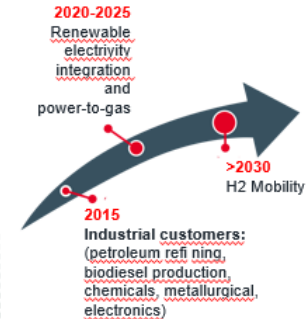 2020-2025
Renewable
electrivity
integration
and
power-to-gas
>2030
H2 Mobility
2015
Industrial customers:
(petroleum refi ning,
biodiesel production,
chemicals, metallurgical,
electronics)